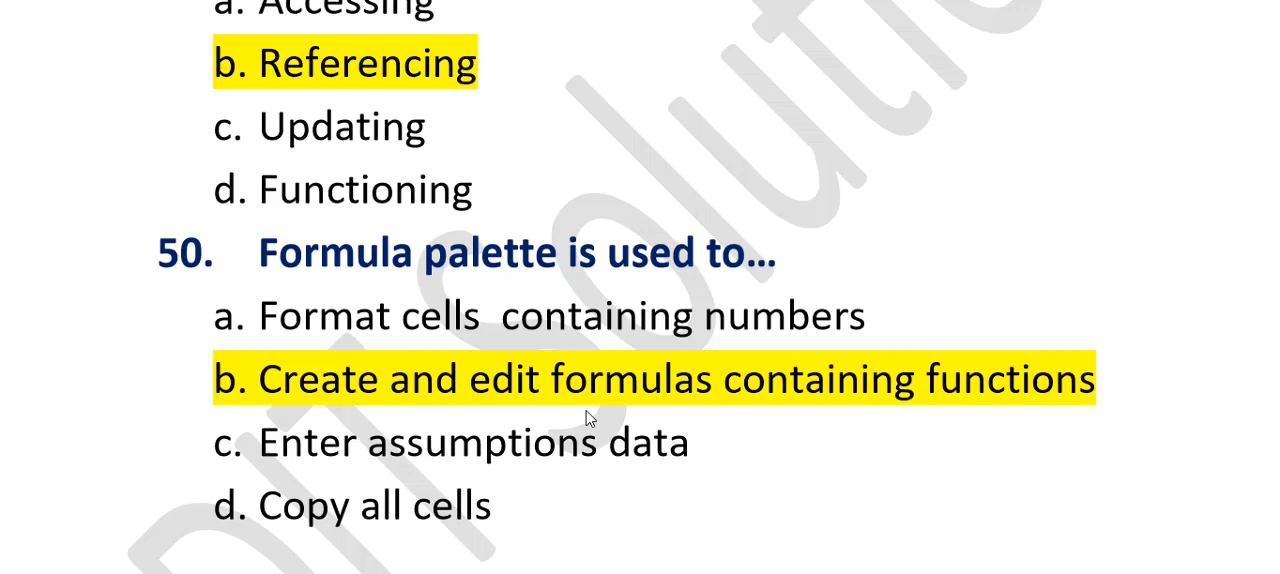 a. Accessing
b. Referencing
c. Updating
d. Functioning
50. Formula palette is used to...
a. Format cells  containing numbers
b. Create and edit formulas containing functions
c. Enter assumptions data
d. Copy all cells